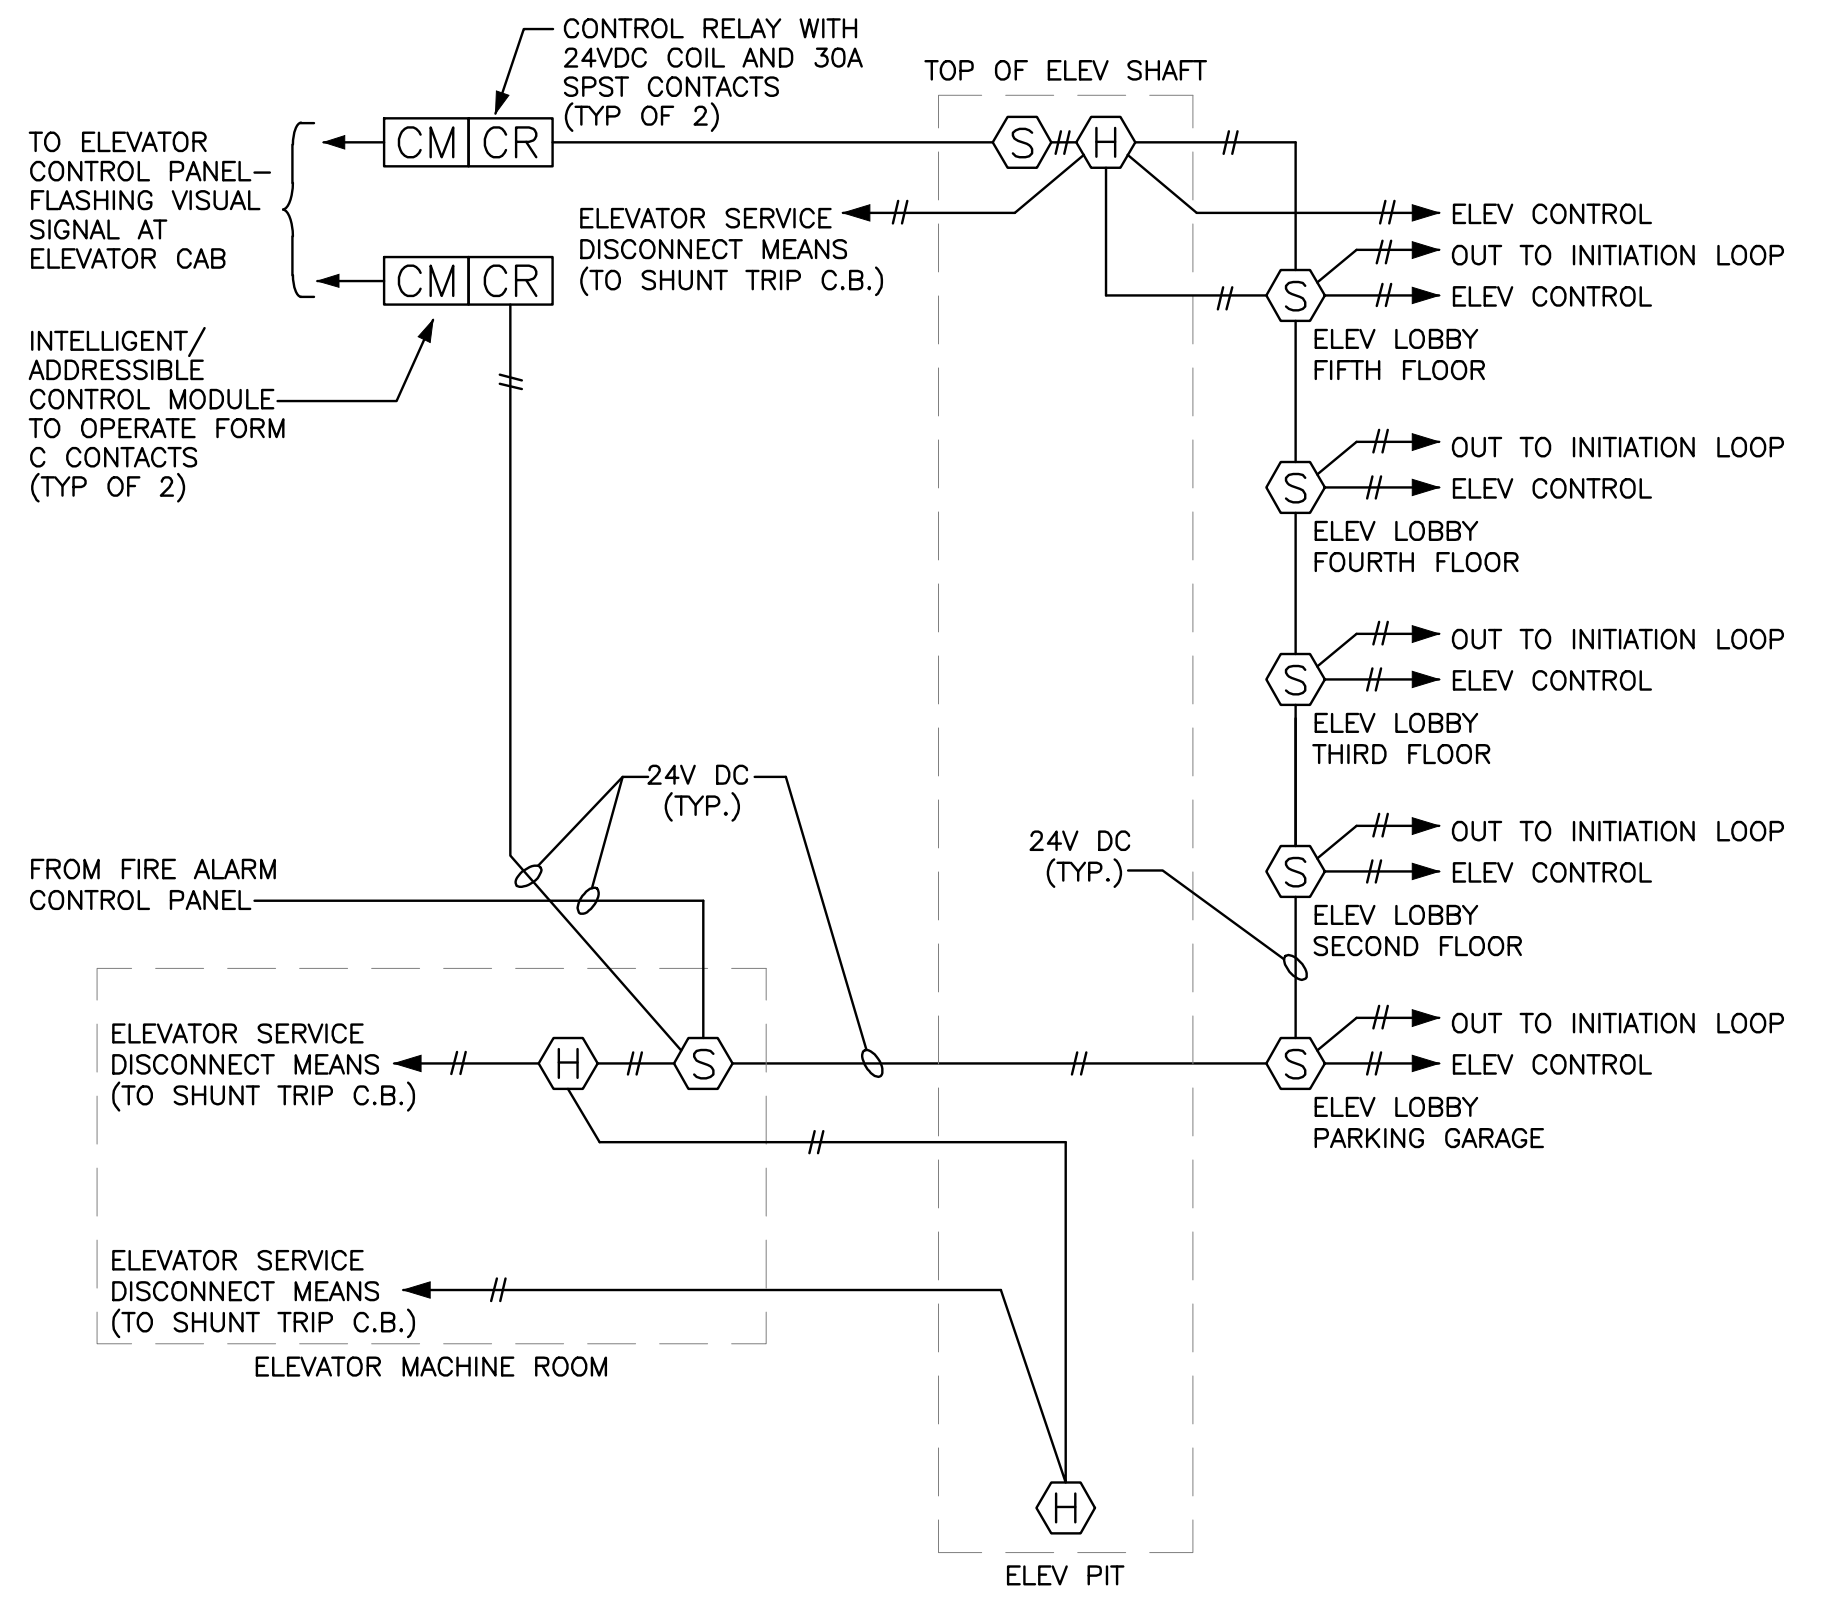 CONTROL RELAY WITH
24VDC COIL AND 30A
SPST CONTACTS
(TYP OF 2)
TOP OF ELEV SHAFT
TO ELEVATOR
CONTROL PANEL-
FLASHING VISUAL
SIGNAL AT
ELEVATOR CAB
CM CR
S H
ELEVATOR SERVICE
DISCONNECT MEANS
(TO SHUNT TRIP C.B.)
ELEV CONTROL
CM CR
OUT TO INITIATION LOOP
S ELEV CONTROL
ELEV LOBBY
FIFTH FLOOR
INTELLIGENT/
ADDRESSIBLE
CONTROL MODULE
TO OPERATE FORM
C CONTACTS
(TYP OF 2)
OUT TO INITIATION LOOP
S ELEV CONTROL
ELEV LOBBY
FOURTH FLOOR
OUT TO INITIATION LOOP
S ELEV CONTROL
ELEV LOBBY
THIRD FLOOR
24V DC
(TYP.)
24V DC
(TYP.)
OUT TO INITIATION LOOP
S ELEV CONTROL
ELEV LOBBY
SECOND FLOOR
FROM FIRE ALARM
CONTROL PANEL
ELEVATOR SERVICE
DISCONNECT MEANS
(TO SHUNT TRIP C.B.)
H S
OUT TO INITIATION LOOP
S ELEV CONTROL
ELEV LOBBY
PARKING GARAGE
ELEVATOR SERVICE
DISCONNECT MEANS
(TO SHUNT TRIP C.B.)
ELEVATOR MACHINE ROOM
H
ELEV PIT